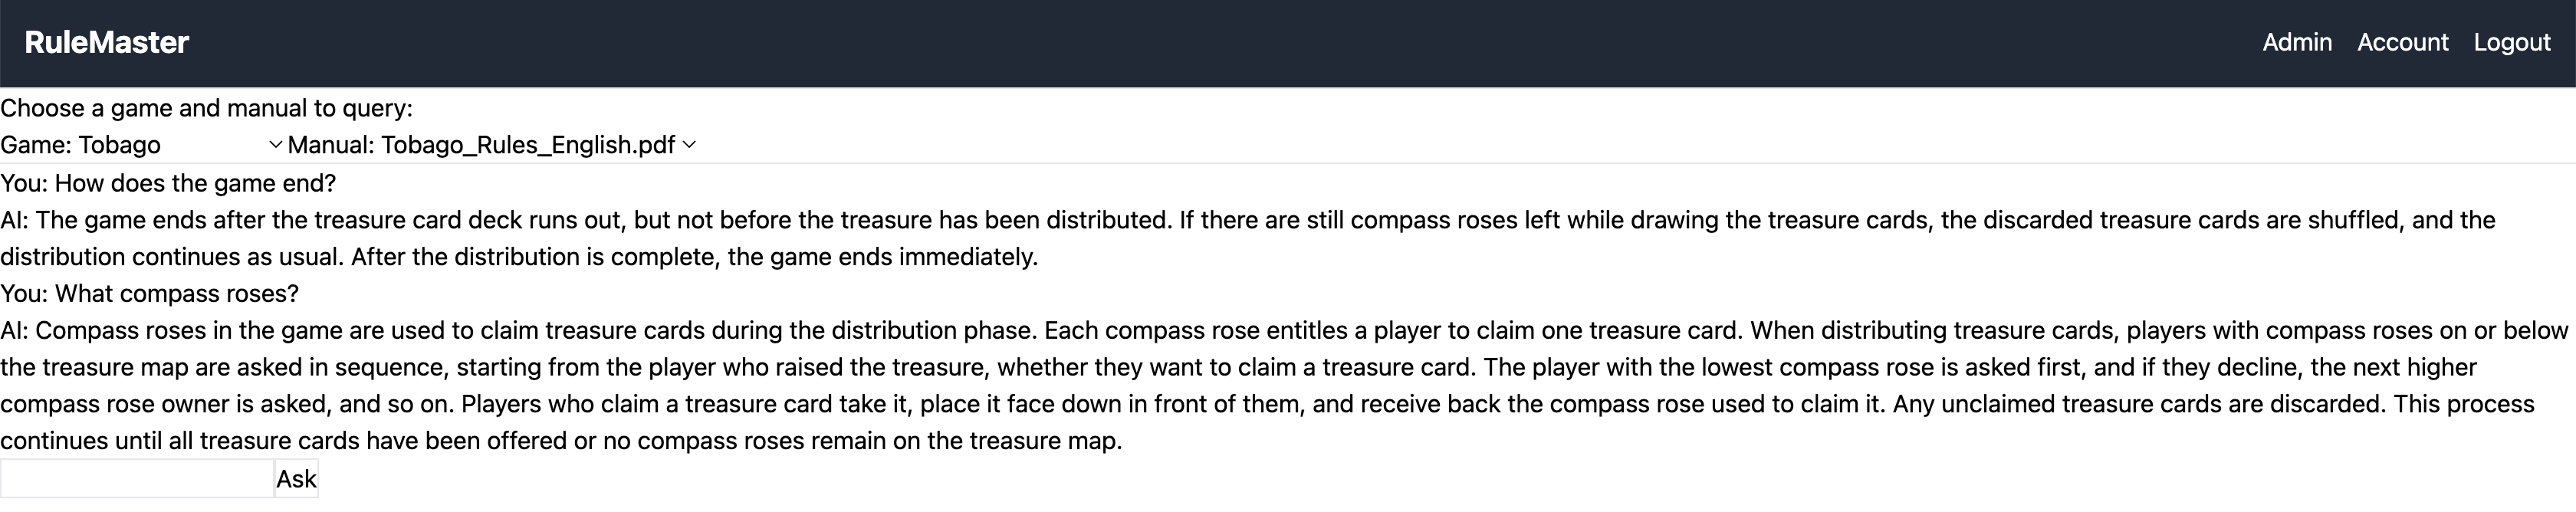 RuleMaster
Admin Account Logout
Choose a game and manual to query:
Game: Tobago Manual: Tobago_Rules_English.pdf
You: How does the game end?
AI: The game ends after the treasure card deck runs out, but not before the treasure has been distributed. If there are still compass roses left while drawing the treasure cards, the discarded treasure cards are shuffled, and the
distribution continues as usual. After the distribution is complete, the game ends immediately.
You: What compass roses?
AI: Compass roses in the game are used to claim treasure cards during the distribution phase. Each compass rose entitles a player to claim one treasure card. When distributing treasure cards, players with compass roses on or below
the treasure map are asked in sequence, starting from the player who raised the treasure, whether they want to claim a treasure card. The player with the lowest compass rose is asked first, and if they decline, the next higher
compass rose owner is asked, and so on. Players who claim a treasure card take it, place it face down in front of them, and receive back the compass rose used to claim it. Any unclaimed treasure cards are discarded. This process
continues until all treasure cards have been offered or no compass roses remain on the treasure map.
Ask